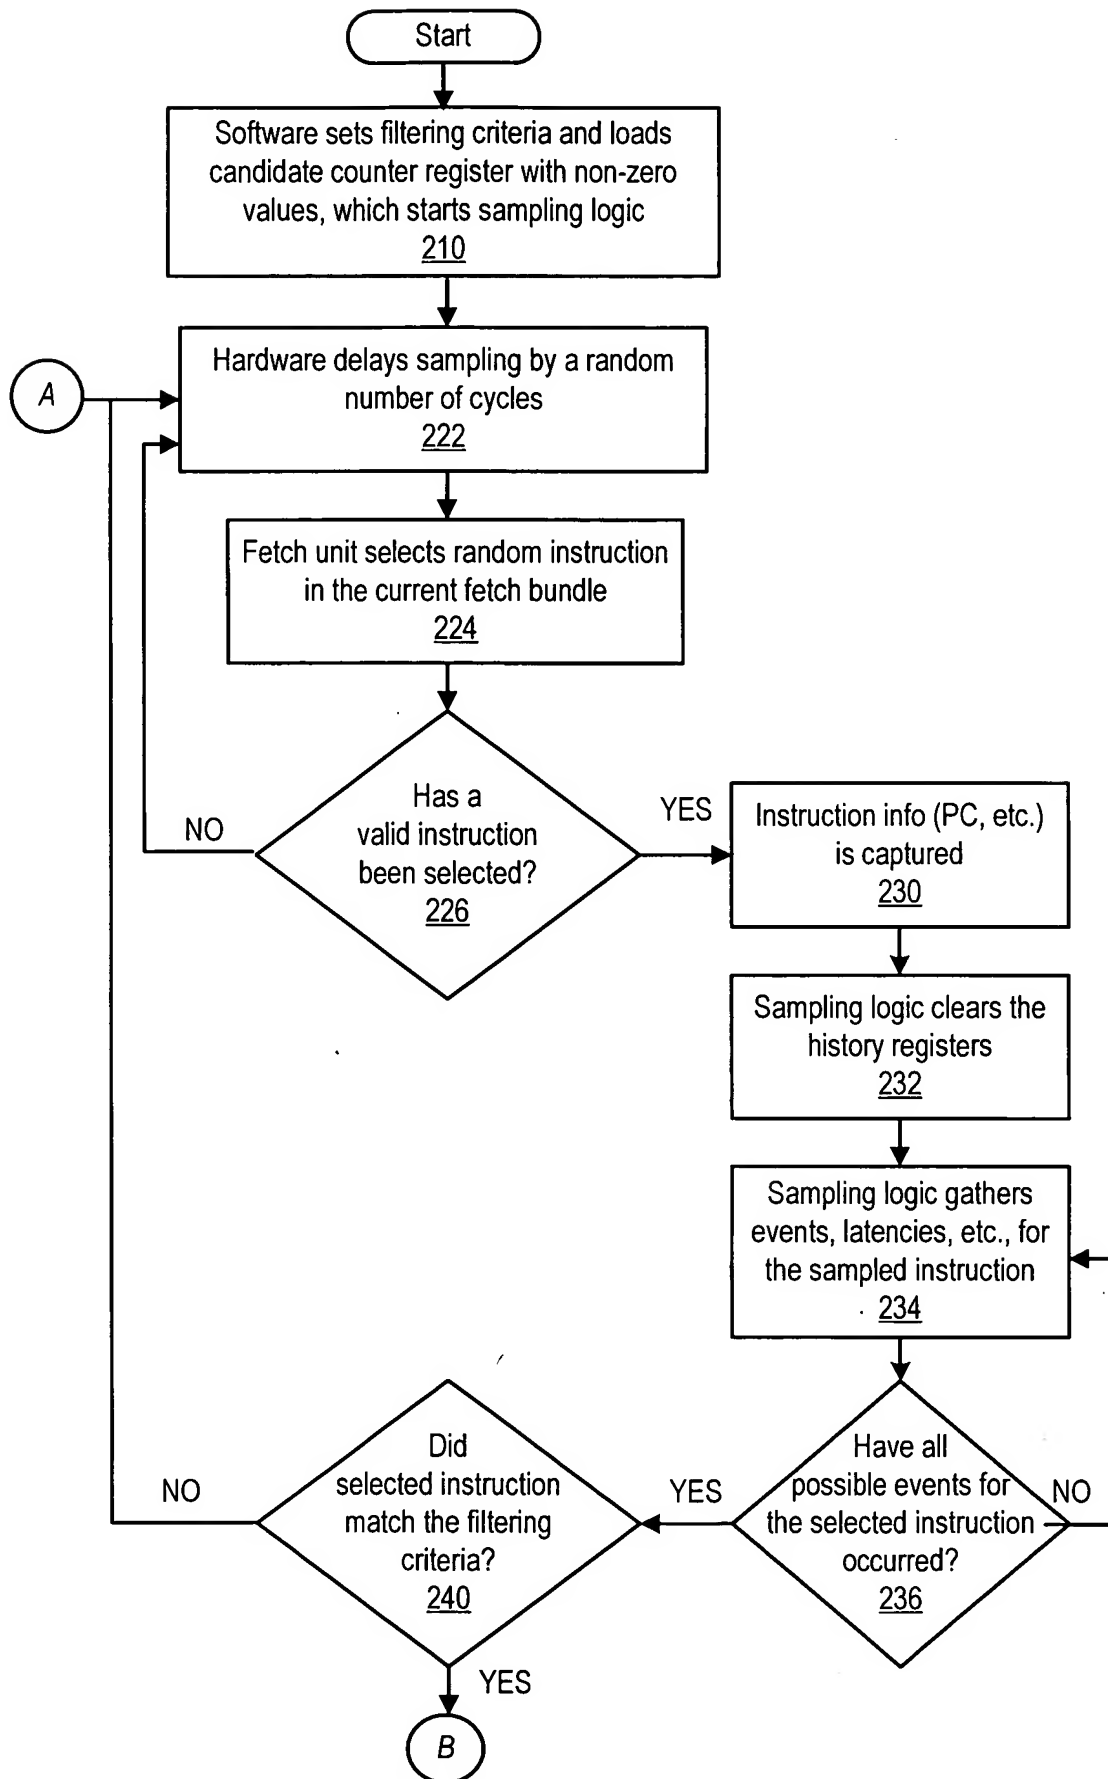 Start
Software sets filtering criteria and loads
candidate counter register with non-zero
values, which starts sampling logic
210
A
Hardware delays sampling by a random
number of cycles
222
Fetch unit selects random instruction
in the current fetch bundle
224
Has a
valid instruction
been selected?
226
NO
YES
Instruction info (PC, etc.)
is captured
230
Sampling logic clears the
history registers
232
Sampling logic gathers
events, latencies, etc., for
the sampled instruction
234
Have all
possible events for
the selected instruction
occurred?
236
NO
YES
Did
selected instruction
match the filtering
criteria?
240
NO
YES
B